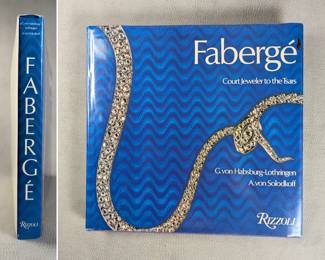 FABERGÉ
RIZZOLI
Fabergé
Court Jeweler to the Tsars
G. von Habsburg-Lothringen
A. von Solodkoff
RIZZOLI